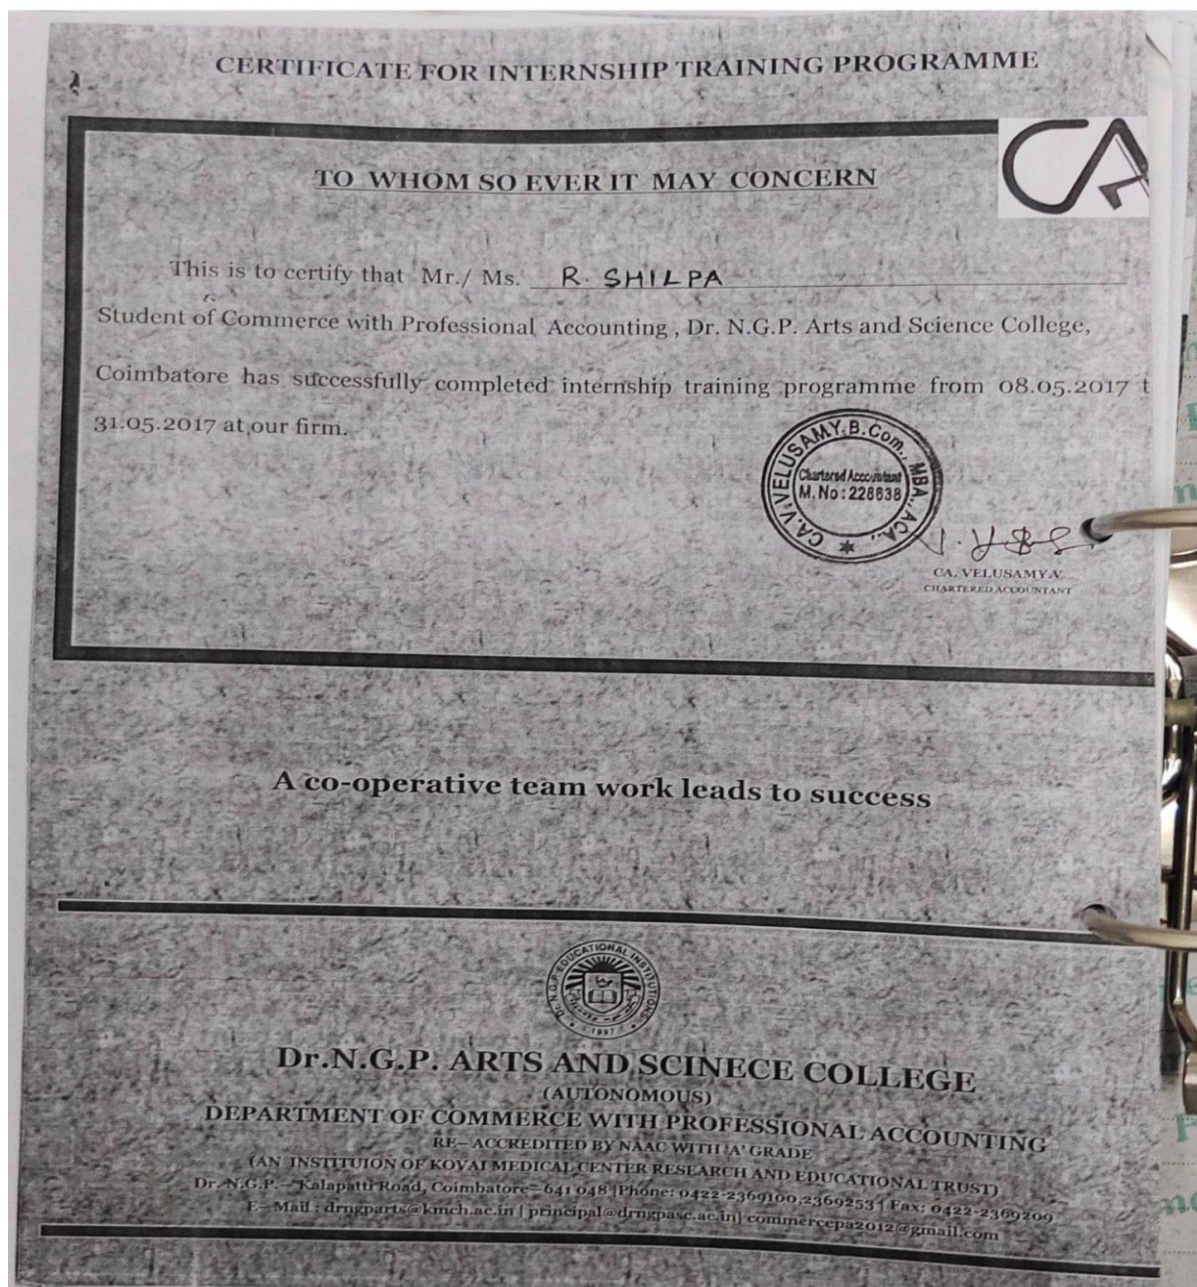 CERTIFICATE FOR INTERNSHIP TRAINING PROGRAMME
CA
TO WHOM SO EVER IT MAY CONCERN
This is to certify that Mr./ Ms. R. SHILPA
Student of Commerce with Professional Accounting , Dr. N.G.P. Arts and Science College,
Coimbatore has successfully completed internship training programme from 08.05.2017 t
31.05.2017 at our firm.
CA. V. VELUSAMY. B.Com., MBA., ACA.,
Chartered Accountant
M. No : 228638
CA. VELUSAMY.V.
CHARTERED ACCOUNTANT
A co-operative team work leads to success
Dr. N.G.P. EDUCATIONAL INSTITUTIONS
1997
Dr.N.G.P. ARTS AND SCINECE COLLEGE
(AUTONOMOUS)
DEPARTMENT OF COMMERCE WITH PROFESSIONAL ACCOUNTING
RE– ACCREDITED BY NAAC WITH 'A' GRADE
(AN INSTITUION OF KOVAI MEDICAL CENTER RESEARCH AND EDUCATIONAL TRUST)
Dr. N.G.P.– Kalapatti Road, Coimbatore– 641 048 |Phone: 0422-2369100,2369253 | Fax: 0422-2369209
E– Mail : drngparts@kmch.ac.in | principal@drngpasc.ac.in| commercepa2012@gmail.com